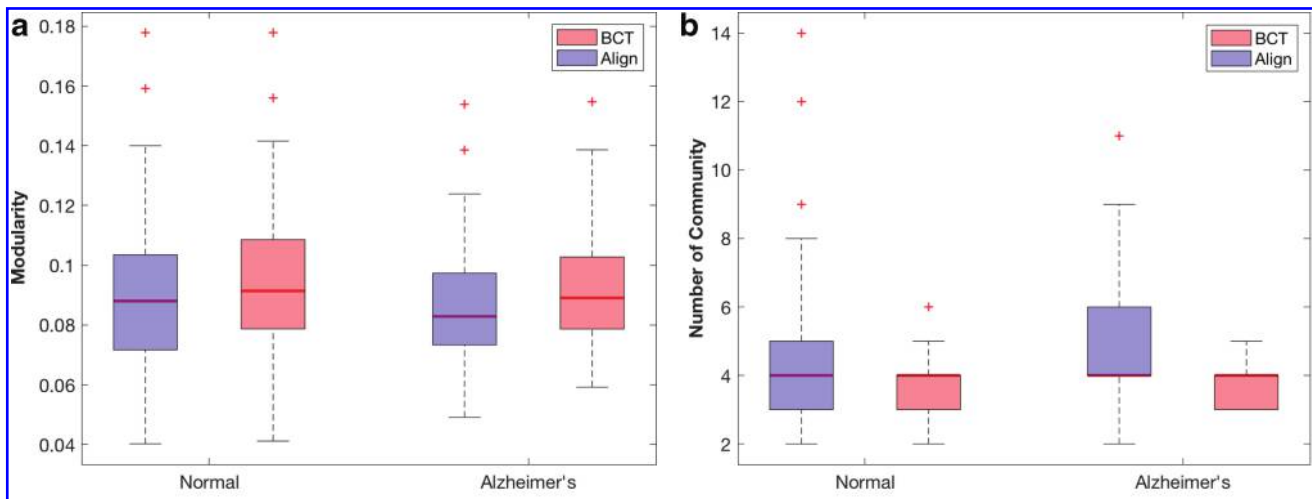 a
0.18
0.16
0.14
0.12
0.1
0.08
0.06
0.04
Modularity
BCT
Align
Normal
Alzheimer's
b
14
12
10
8
6
4
2
Number of Community
BCT
Align
Normal
Alzheimer's